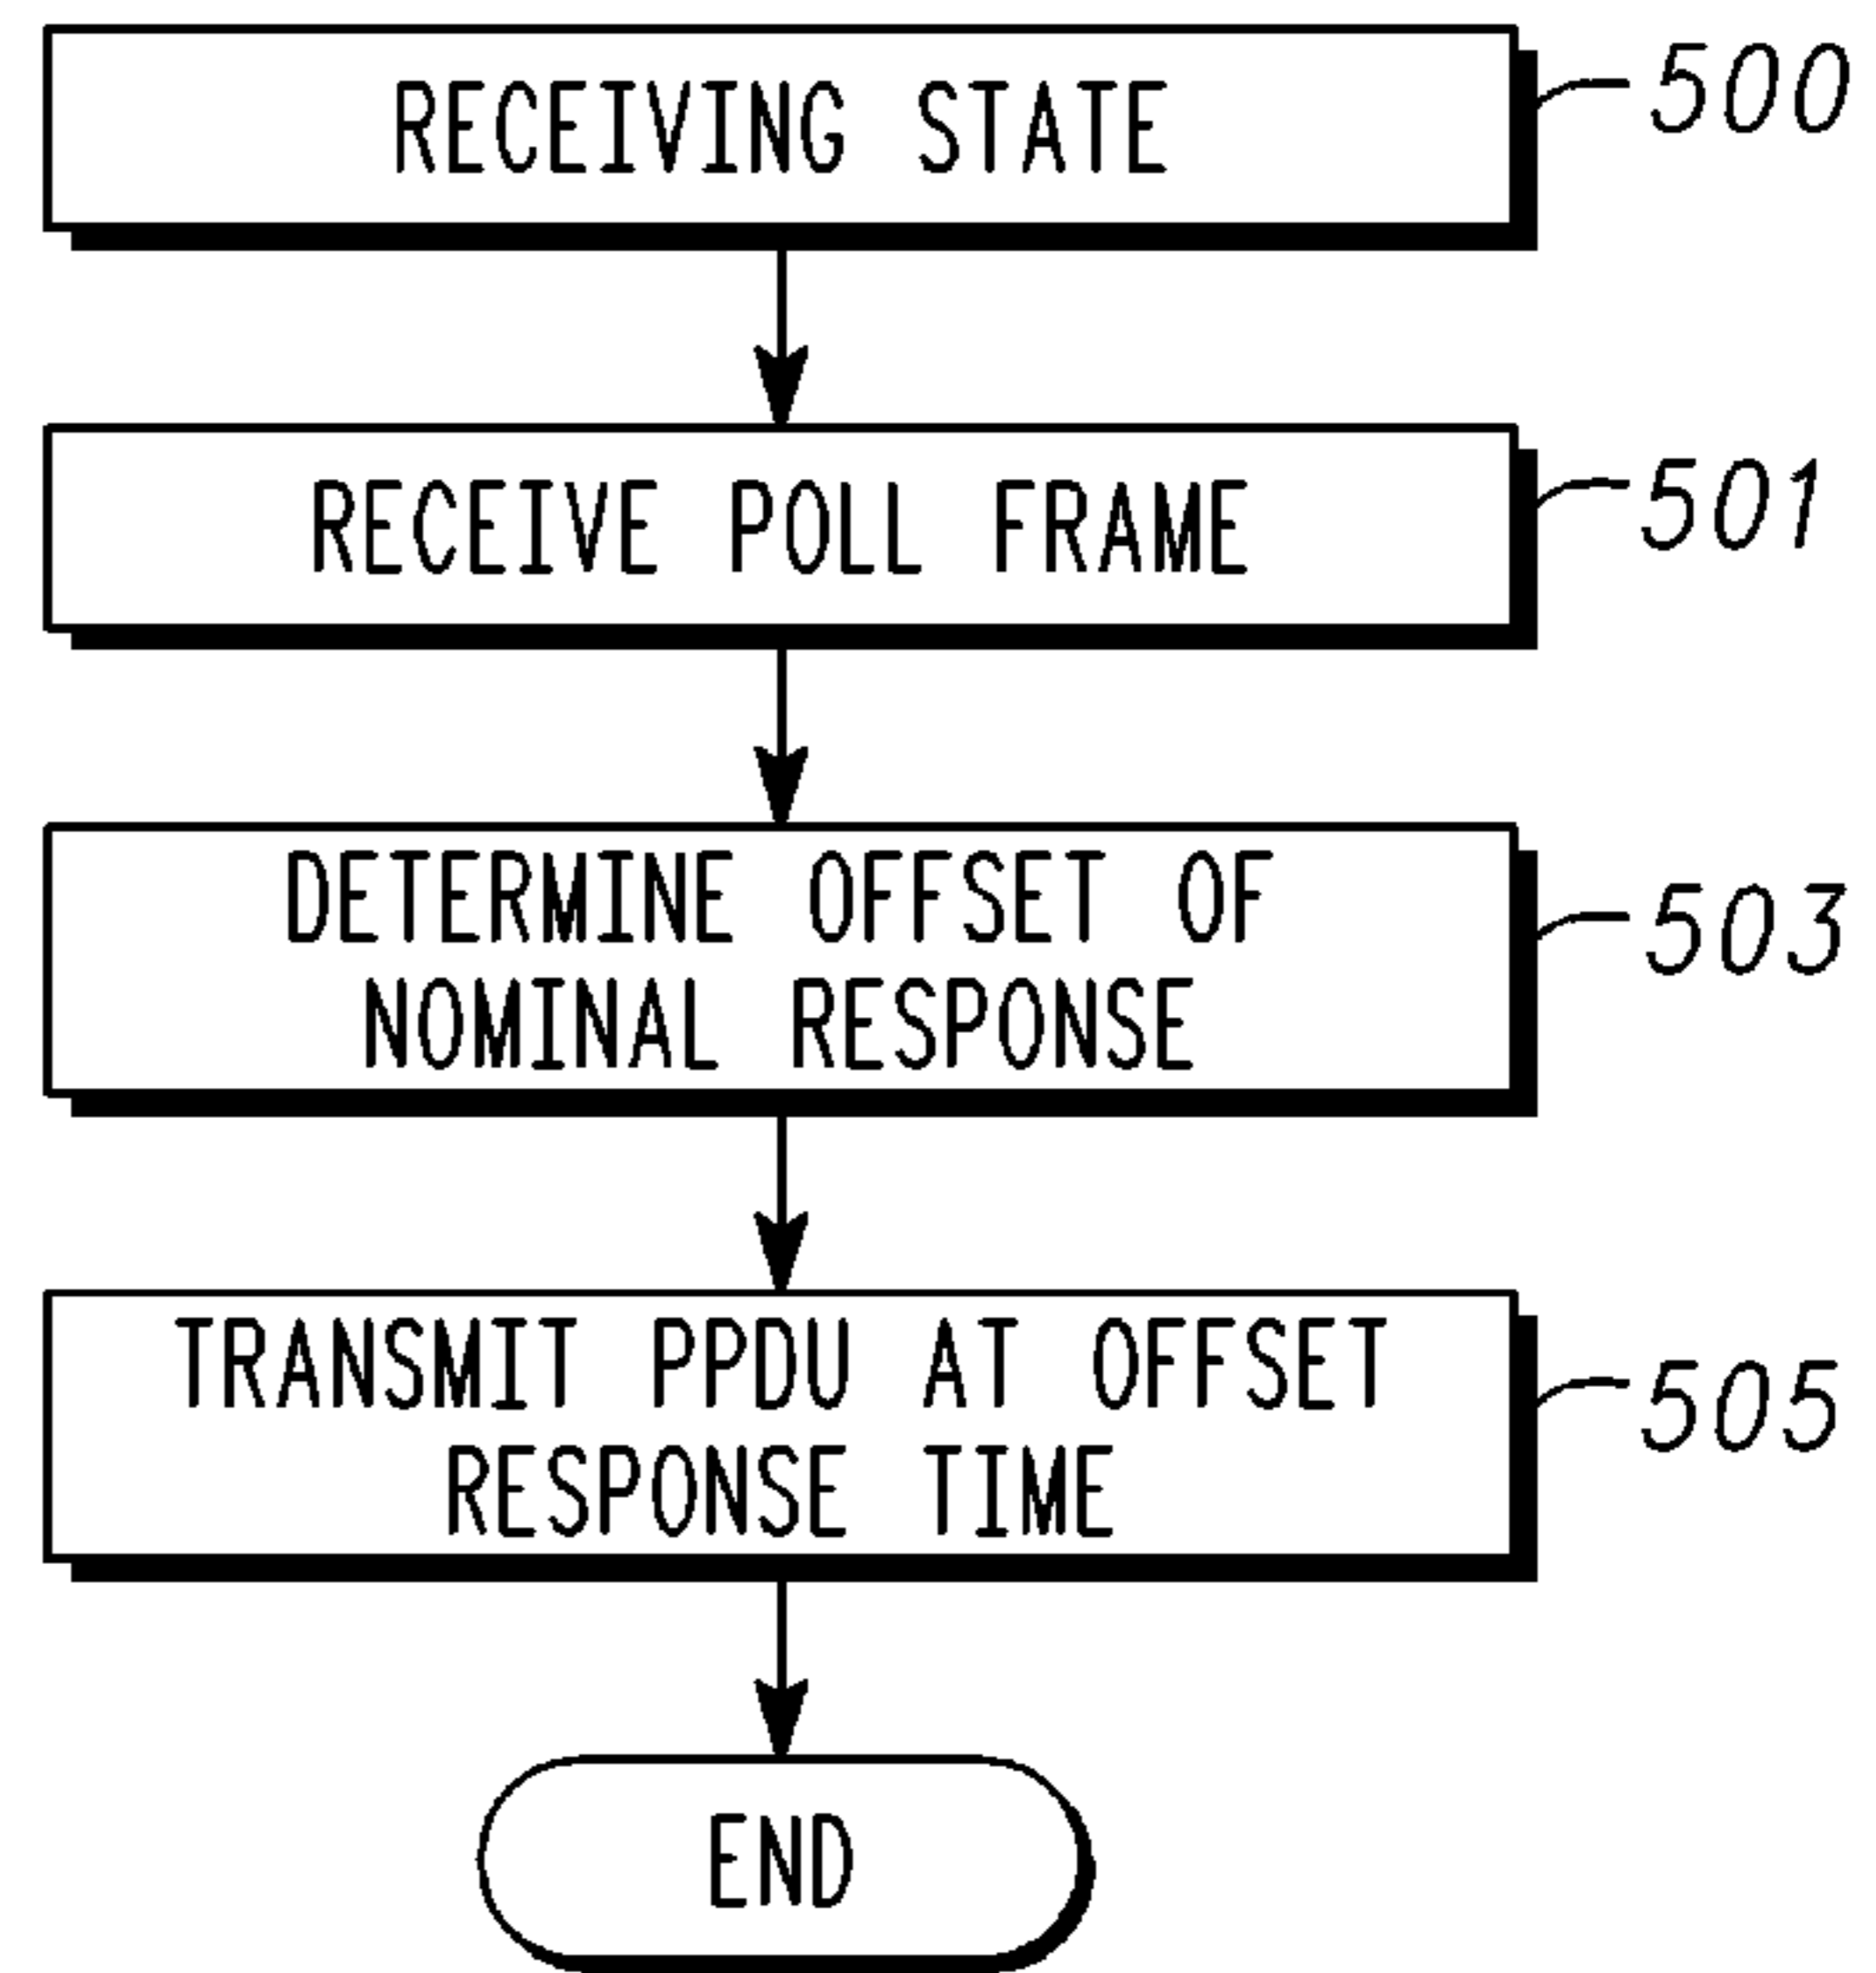 RECEIVING STATE
500
RECEIVE POLL FRAME
501
DETERMINE OFFSET OF
NOMINAL RESPONSE
503
TRANSMIT PPDU AT OFFSET
RESPONSE TIME
505
END